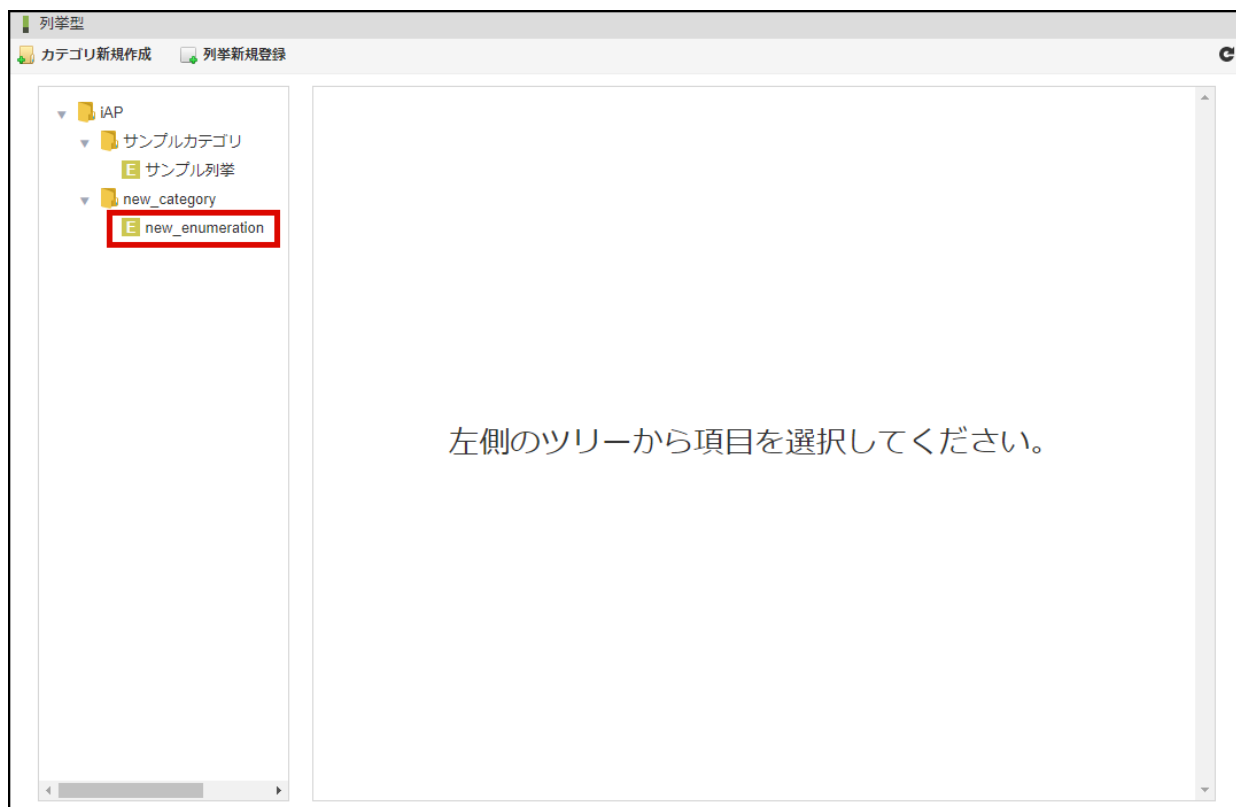 列挙型
カテゴリ新規作成 列挙新規登録
iAP
サンプルカテゴリ
E サンプル列挙
new_category
E new_enumeration
左側のツリーから項目を選択してください。